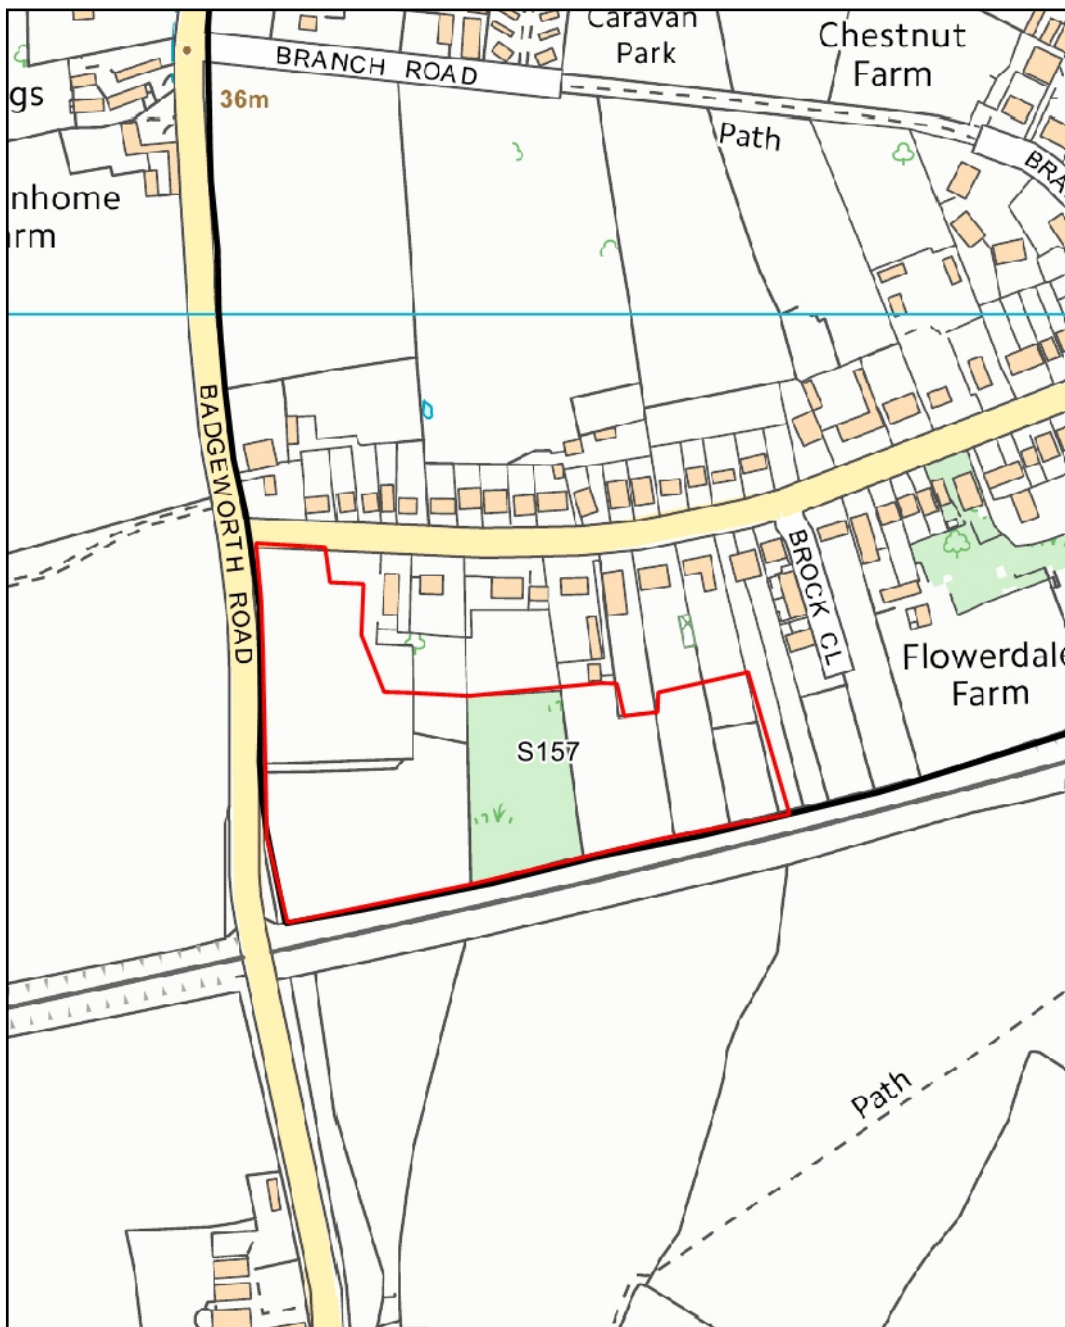 Caravan
Park
Chestnut
Farm
BRANCH ROAD
gs
36m
Path
BRA
nhome
arm
BADGEWORTH ROAD
BROCK CL
Flowerdale
Farm
S157
Path